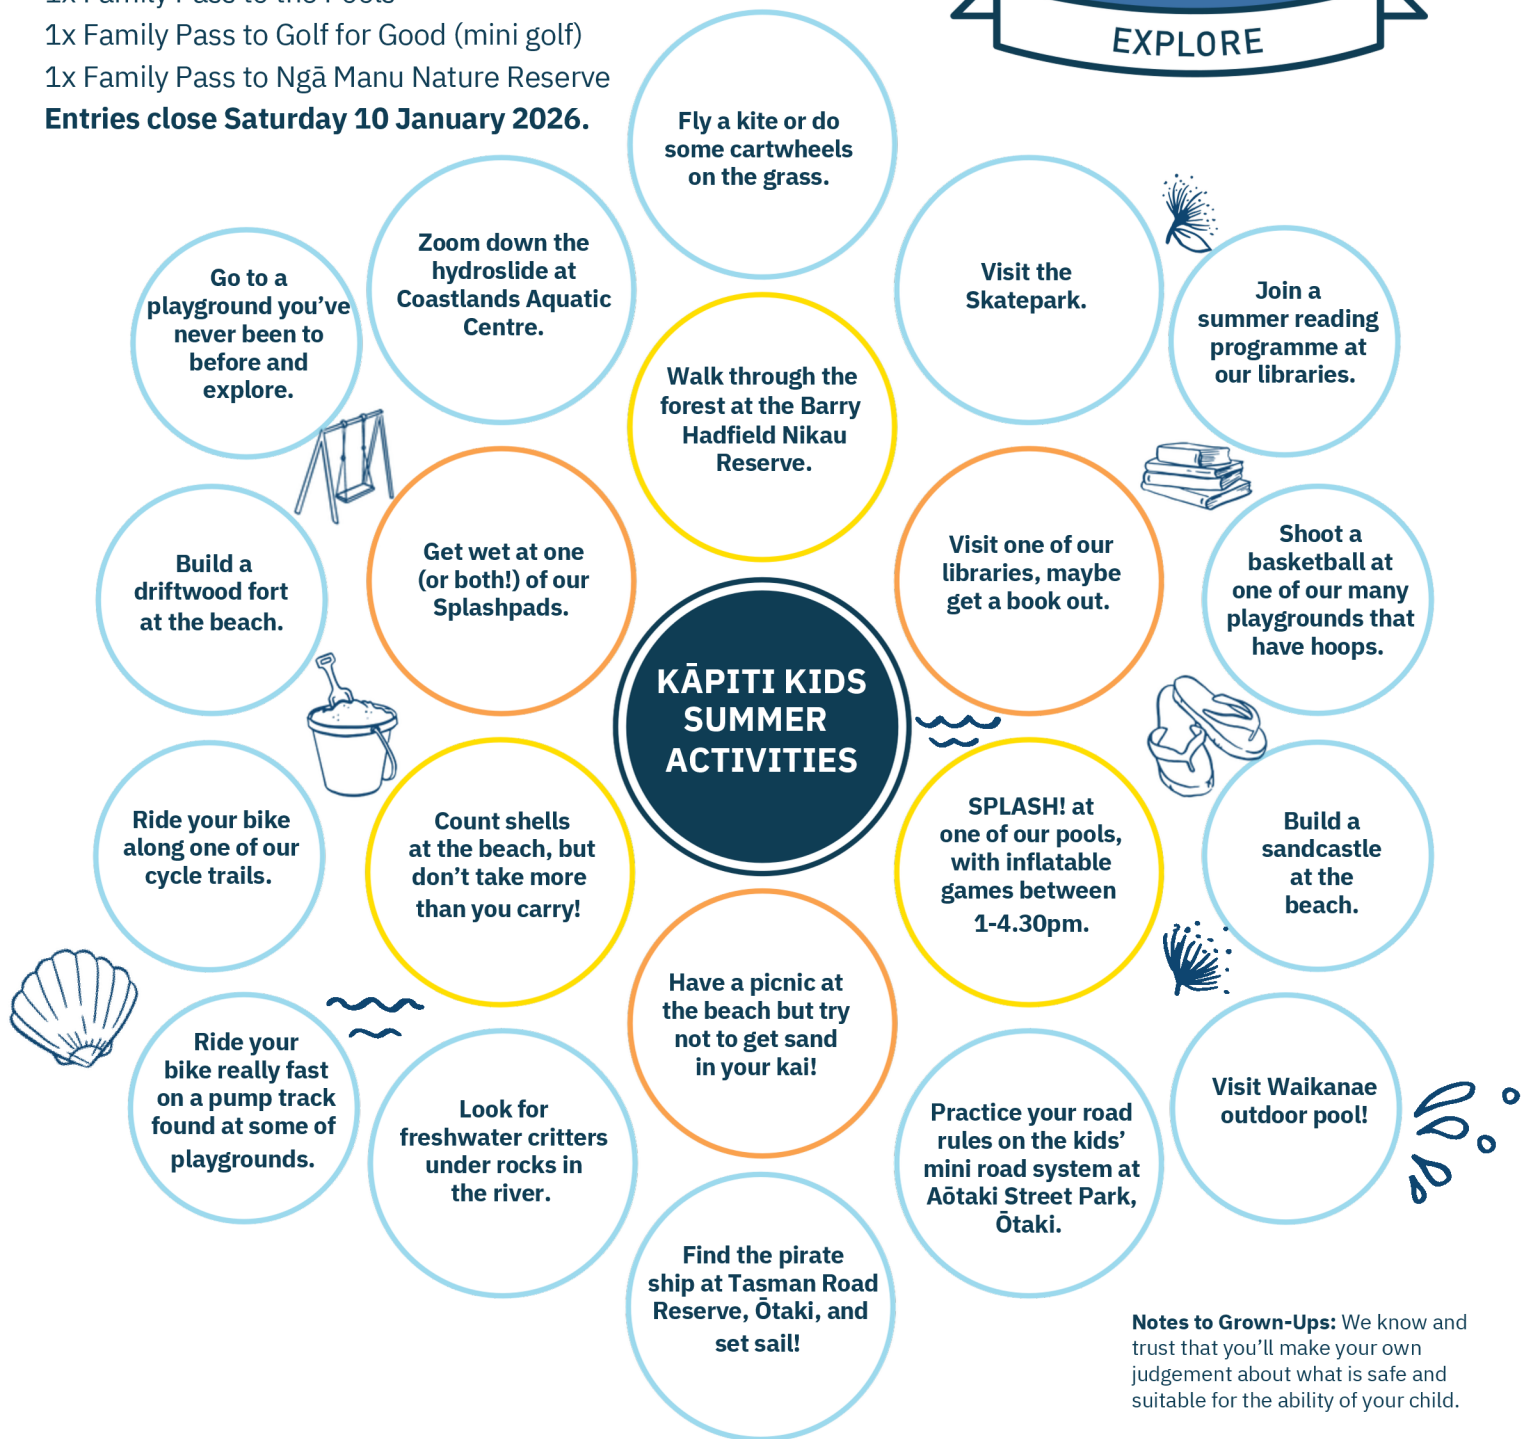 1x Family Pass to the Pools
1x Family Pass to Golf for Good (mini golf)
1x Family Pass to Ngā Manu Nature Reserve
Entries close Saturday 10 January 2026.
EXPLORE
Fly a kite or do
some cartwheels
on the grass.
Zoom down the
hydroslide at
Coastlands Aquatic
Centre.
Visit the
Skatepark.
Go to a
playground you’ve
never been to
before and
explore.
Join a
summer reading
programme at
our libraries.
Walk through the
forest at the Barry
Hadfield Nikau
Reserve.
Get wet at one
(or both!) of our
Splashpads.
Visit one of our
libraries, maybe
get a book out.
Build a
driftwood fort
at the beach.
Shoot a
basketball at
one of our many
playgrounds that
have hoops.
KĀPITI KIDS
SUMMER
ACTIVITIES
Ride your bike
along one of our
cycle trails.
Count shells
at the beach, but
don’t take more
than you carry!
SPLASH! at
one of our pools,
with inflatable
games between
1-4.30pm.
Build a
sandcastle
at the
beach.
Have a picnic at
the beach but try
not to get sand
in your kai!
Ride your
bike really fast
on a pump track
found at some of
playgrounds.
Look for
freshwater critters
under rocks in
the river.
Practice your road
rules on the kids’
mini road system at
Aōtaki Street Park,
Ōtaki.
Visit Waikanae
outdoor pool!
Find the pirate
ship at Tasman Road
Reserve, Ōtaki, and
set sail!
Notes to Grown-Ups: We know and
trust that you’ll make your own
judgement about what is safe and
suitable for the ability of your child.